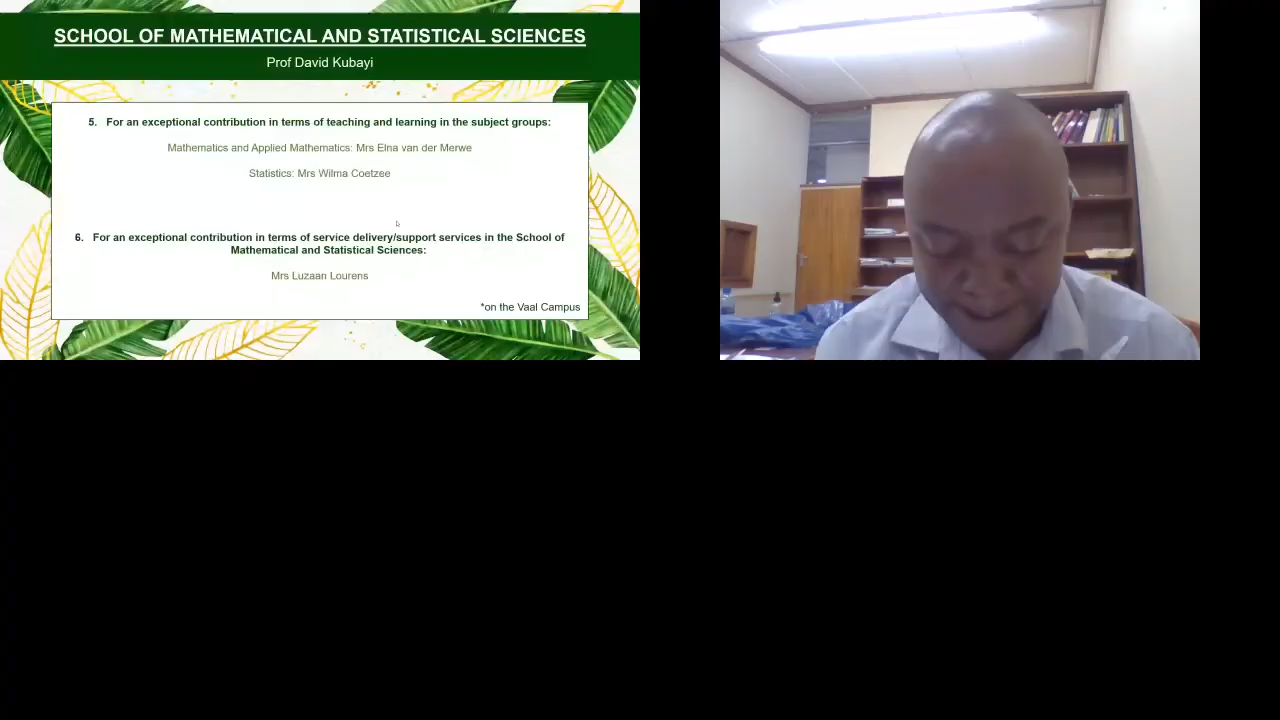 SCHOOL OF MATHEMATICAL AND STATISTICAL SCIENCES
Prof David Kubayi
5. For an exceptional contribution in terms of teaching and learning in the subject groups:
Mathematics and Applied Mathematics: Mrs Elna van der Merwe
Statistics: Mrs Wilma Coetzee
6. For an exceptional contribution in terms of service delivery/support services in the School of
Mathematical and Statistical Sciences:
Mrs Luzaan Lourens
*on the Vaal Campus